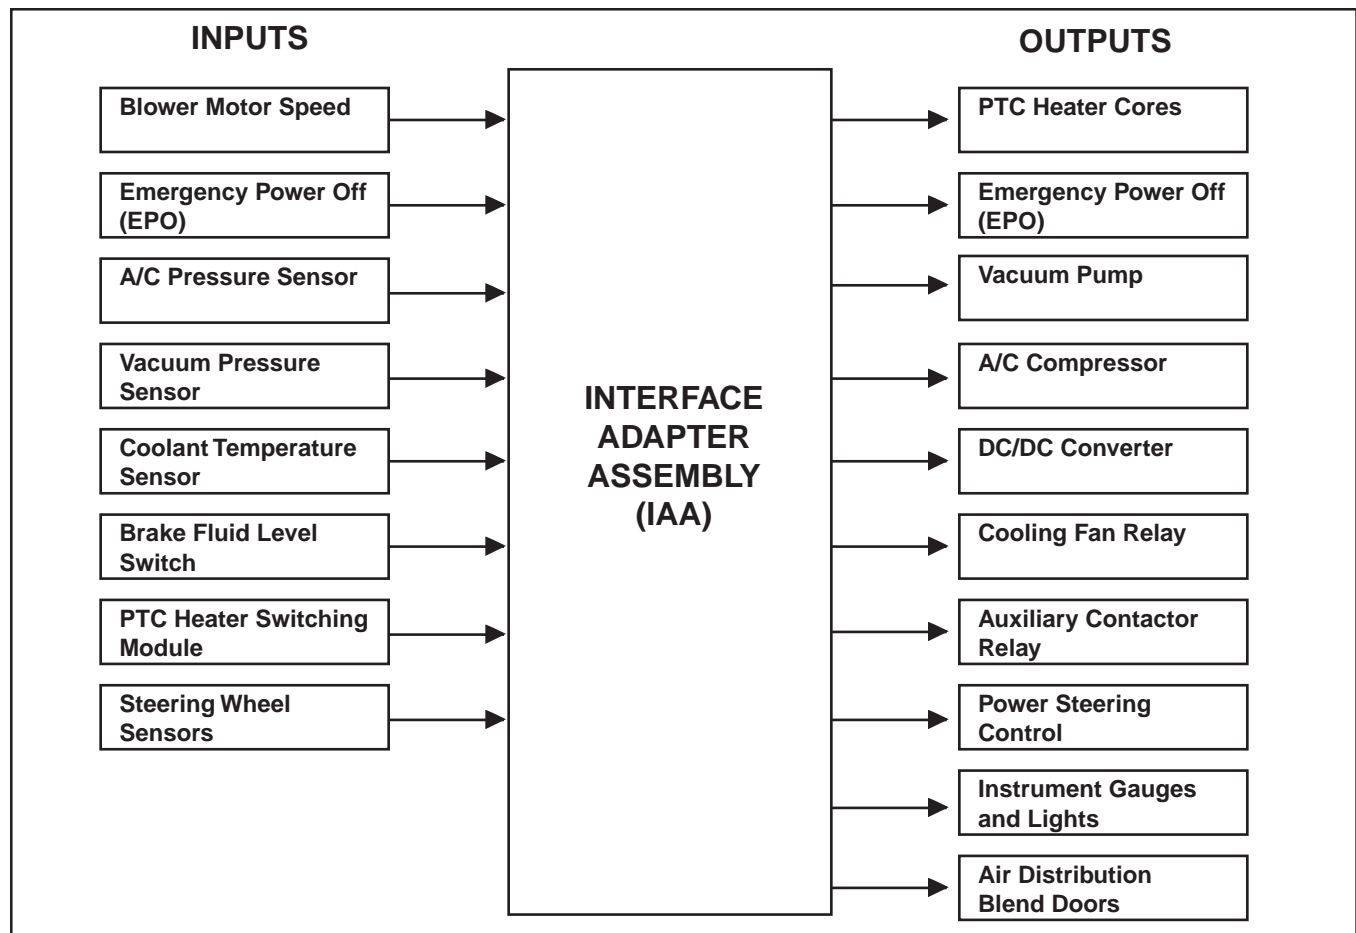 INPUTS
Blower Motor Speed
Emergency Power Off
(EPO)
A/C Pressure Sensor
Vacuum Pressure
Sensor
Coolant Temperature
Sensor
Brake Fluid Level
Switch
PTC Heater Switching
Module
Steering Wheel
Sensors
INTERFACE
ADAPTER
ASSEMBLY
(IAA)
OUTPUTS
PTC Heater Cores
Emergency Power Off
(EPO)
Vacuum Pump
A/C Compressor
DC/DC Converter
Cooling Fan Relay
Auxiliary Contactor
Relay
Power Steering
Control
Instrument Gauges
and Lights
Air Distribution
Blend Doors